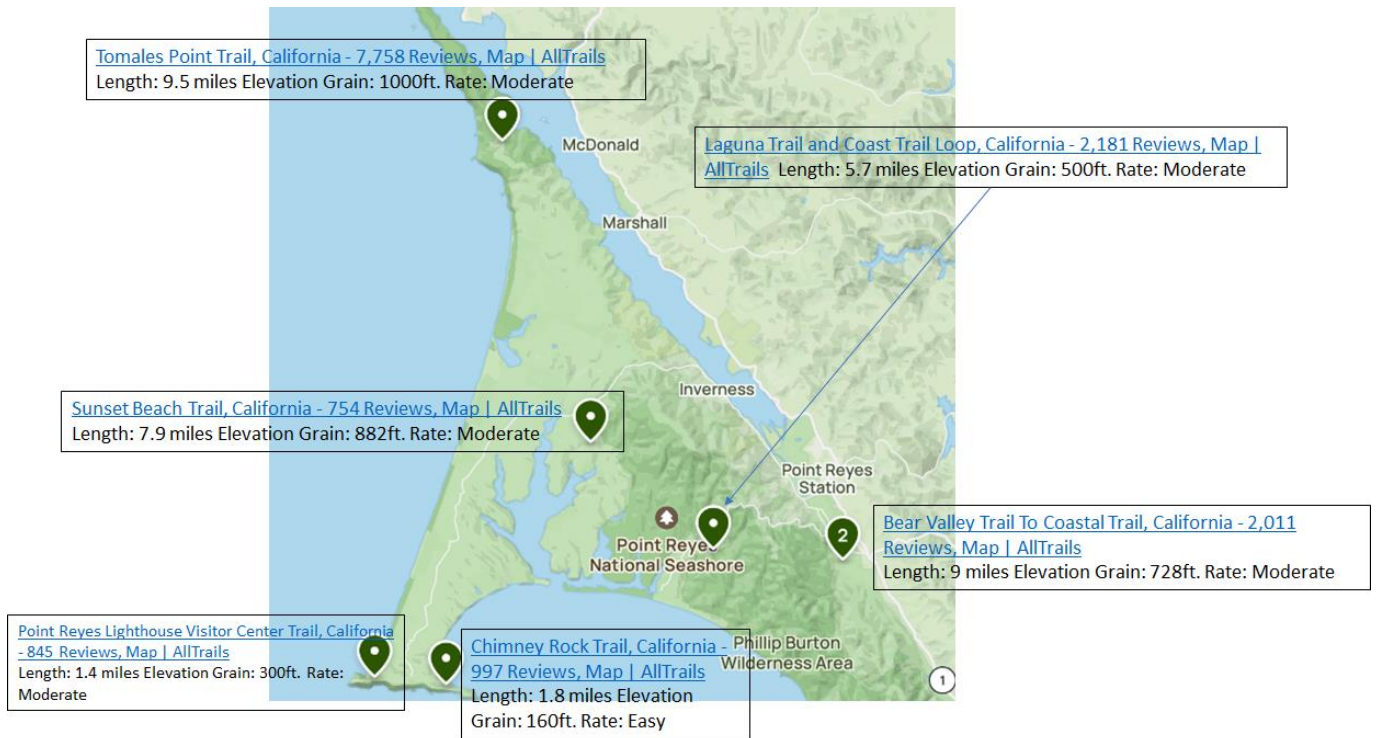 Tomales Point Trail, California - 7,758 Reviews, Map | AllTrails
Length: 9.5 miles Elevation Grain: 1000ft. Rate: Moderate
McDonald
Laguna Trail and Coast Trail Loop, California - 2,181 Reviews, Map |
AllTrails Length: 5.7 miles Elevation Grain: 500ft. Rate: Moderate
Marshall
Inverness
Sunset Beach Trail, California - 754 Reviews, Map | AllTrails
Length: 7.9 miles Elevation Grain: 882ft. Rate: Moderate
Point Reyes
Station
Point Reyes
National Seashore
2
Bear Valley Trail To Coastal Trail, California - 2,011
Reviews, Map | AllTrails
Length: 9 miles Elevation Grain: 728ft. Rate: Moderate
Point Reyes Lighthouse Visitor Center Trail, California
- 845 Reviews, Map | AllTrails
Length: 1.4 miles Elevation Grain: 300ft. Rate:
Moderate
Chimney Rock Trail, California -
997 Reviews, Map | AllTrails
Length: 1.8 miles Elevation
Grain: 160ft. Rate: Easy
Phillip Burton
Wilderness Area
1